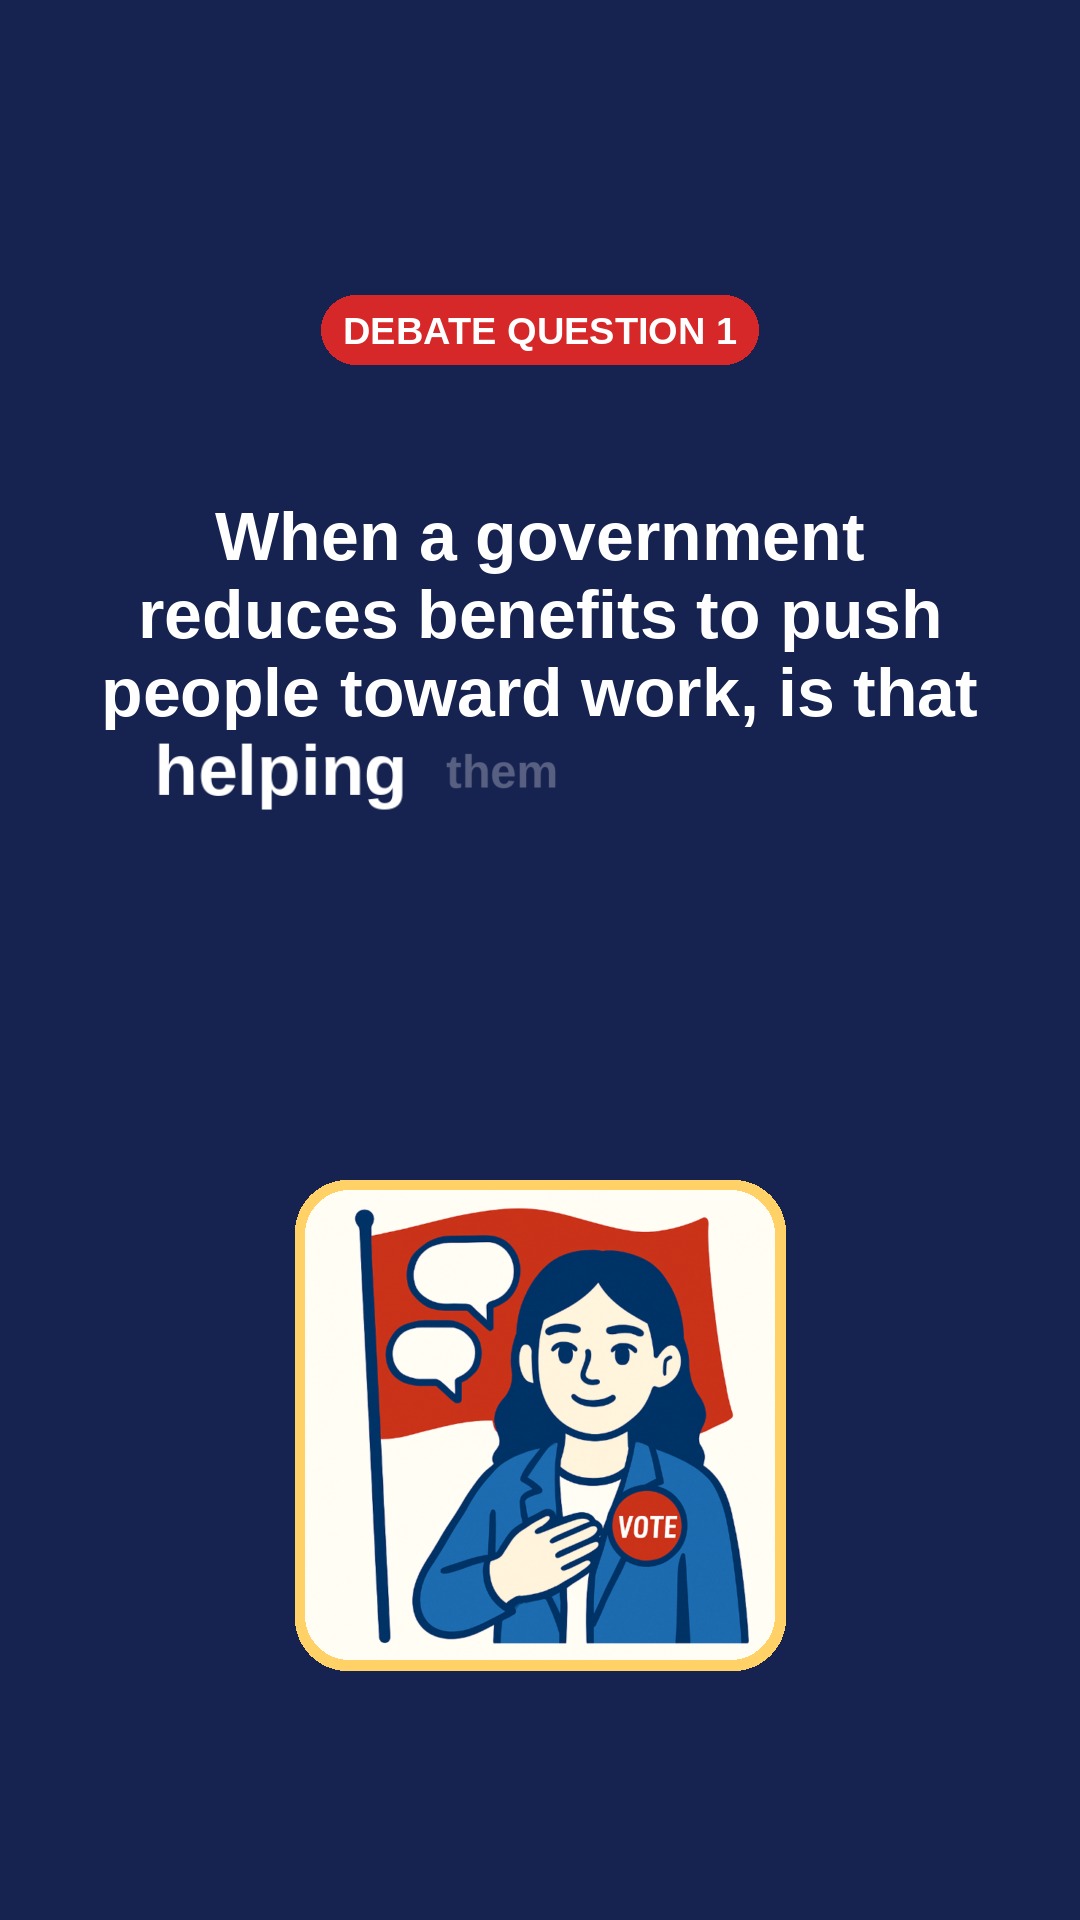 DEBATE QUESTION 1
When a government
reduces benefits to push
people toward work, is that
helping them
VOTE